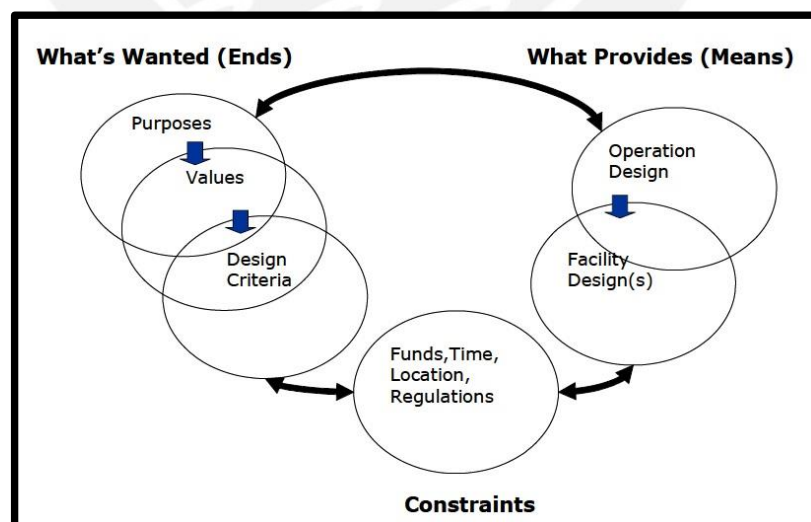 What's Wanted (Ends)
What Provides (Means)
Purposes
Values
Design
Criteria
Operation
Design
Facility
Design(s)
Funds,Time,
Location,
Regulations
Constraints